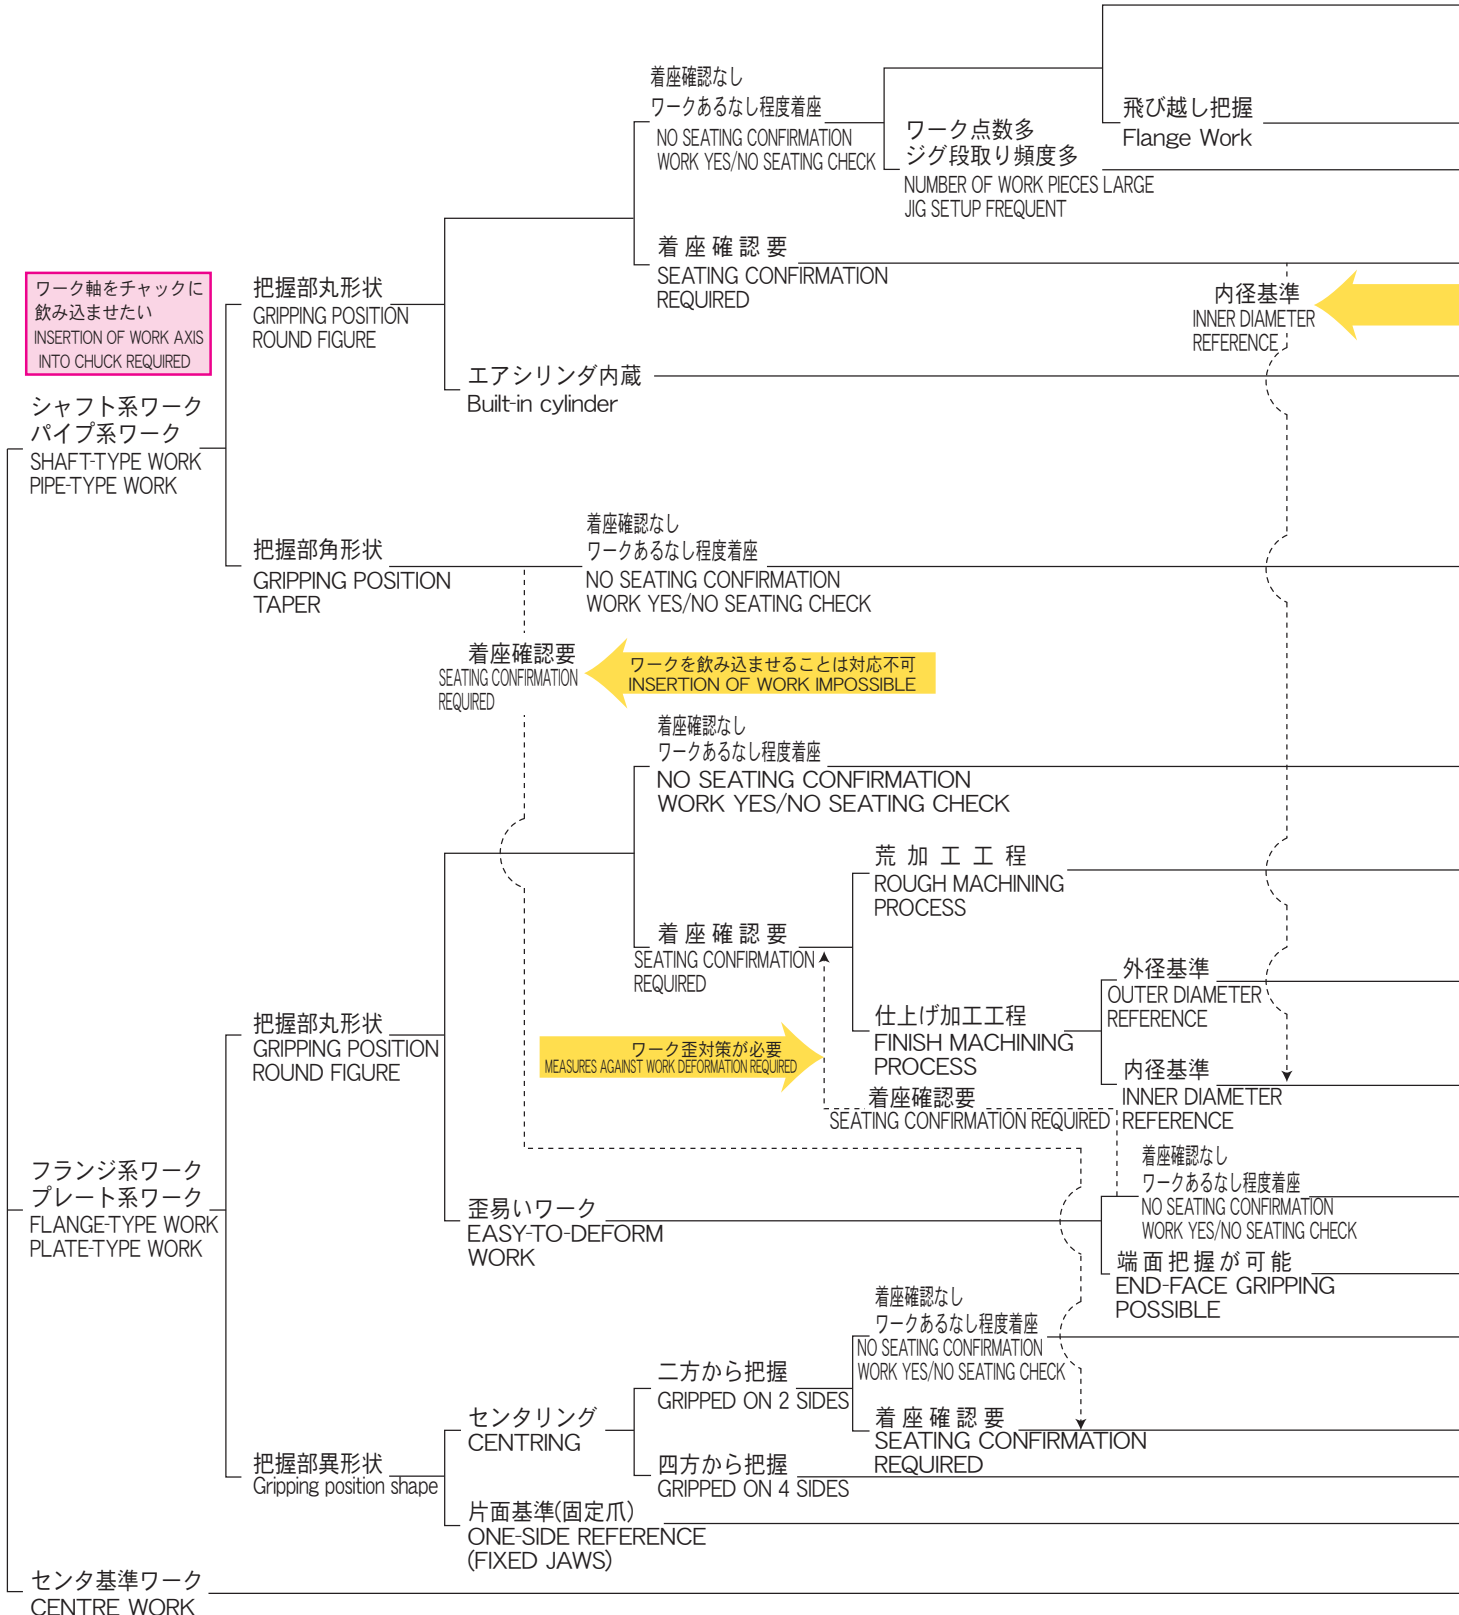 着座確認なし
ワークあるなし程度着座
NO SEATING CONFIRMATION
WORK YES/NO SEATING CHECK
飛び越し把握
Flange Work
ワーク点数多
ジグ段取り頻度多
NUMBER OF WORK PIECES LARGE
JIG SETUP FREQUENT
着座確認要
SEATING CONFIRMATION
REQUIRED
ワーク軸をチャックに
飲み込ませたい
INSERTION OF WORK AXIS
INTO CHUCK REQUIRED
把握部丸形状
GRIPPING POSITION
ROUND FIGURE
内径基準
INNER DIAMETER
REFERENCE
エアシリンダ内蔵
Built-in cylinder
シャフト系ワーク
パイプ系ワーク
SHAFT-TYPE WORK
PIPE-TYPE WORK
把握部角形状
GRIPPING POSITION
TAPER
着座確認なし
ワークあるなし程度着座
NO SEATING CONFIRMATION
WORK YES/NO SEATING CHECK
着座確認要
SEATING CONFIRMATION
REQUIRED
ワークを飲み込ませることは対応不可
INSERTION OF WORK IMPOSSIBLE
着座確認なし
ワークあるなし程度着座
NO SEATING CONFIRMATION
WORK YES/NO SEATING CHECK
荒加工工程
ROUGH MACHINING
PROCESS
着座確認要
SEATING CONFIRMATION
REQUIRED
外径基準
OUTER DIAMETER
REFERENCE
仕上げ加工工程
FINISH MACHINING
PROCESS
把握部丸形状
GRIPPING POSITION
ROUND FIGURE
ワーク歪対策が必要
MEASURES AGAINST WORK DEFORMATION REQUIRED
内径基準
INNER DIAMETER
REFERENCE
着座確認要
SEATING CONFIRMATION REQUIRED
着座確認なし
ワークあるなし程度着座
NO SEATING CONFIRMATION
WORK YES/NO SEATING CHECK
フランジ系ワーク
プレート系ワーク
FLANGE-TYPE WORK
PLATE-TYPE WORK
歪易いワーク
EASY-TO-DEFORM
WORK
端面把握が可能
END-FACE GRIPPING
POSSIBLE
着座確認なし
ワークあるなし程度着座
NO SEATING CONFIRMATION
WORK YES/NO SEATING CHECK
二方から把握
GRIPPED ON 2 SIDES
着座確認要
SEATING CONFIRMATION
REQUIRED
センタリング
CENTRING
把握部異形状
Gripping position shape
四方から把握
GRIPPED ON 4 SIDES
片面基準(固定爪)
ONE-SIDE REFERENCE
(FIXED JAWS)
センタ基準ワーク
CENTRE WORK